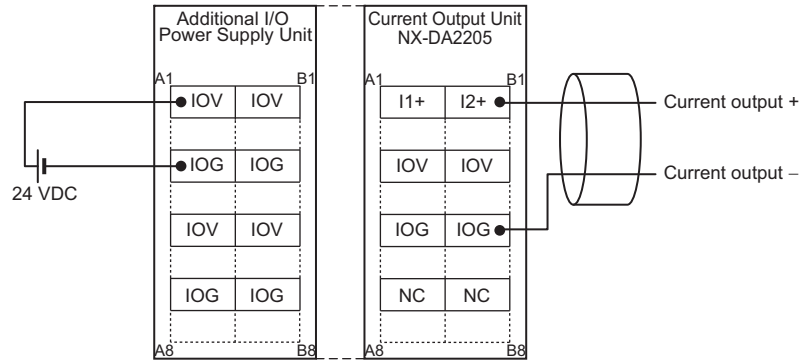 Additional I/O
Power Supply Unit
Current Output Unit
NX-DA2205
A1 B1 A1 B1
IOV IOV I1+ I2+ Current output +
IOG IOG IOV IOV Current output –
24 VDC
IOV IOV IOG IOG
IOG IOG NC NC
A8 B8 A8 B8